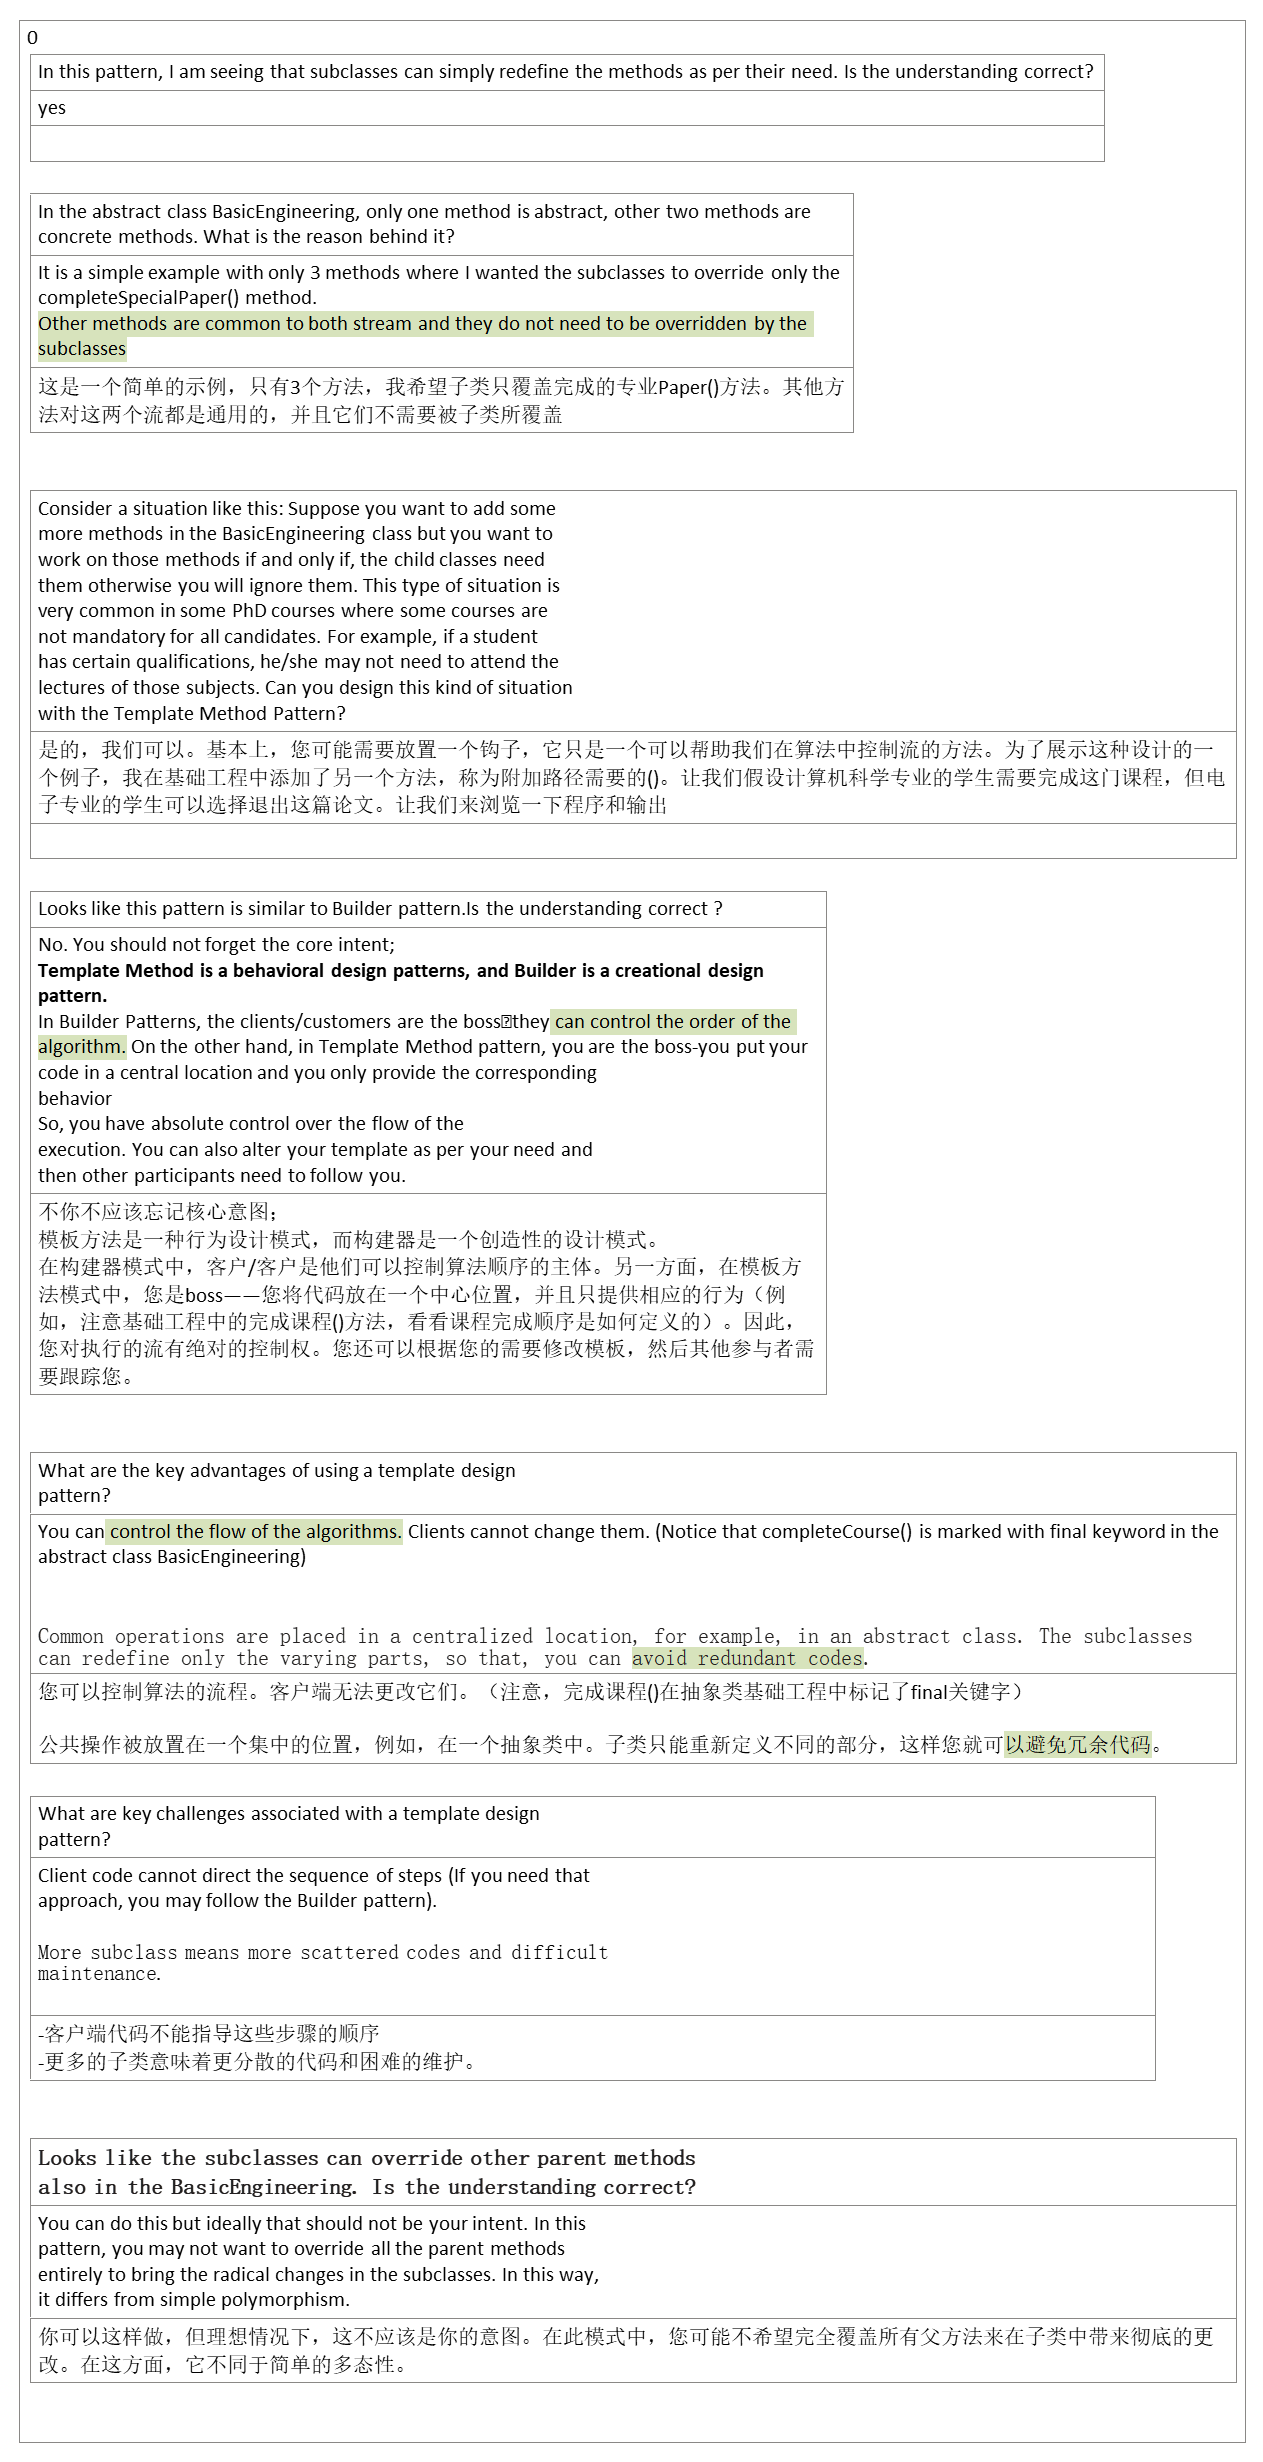 0
In this pattern, I am seeing that subclasses can simply redefine the methods as per their need. Is the understanding correct?
yes
In the abstract class BasicEngineering, only one method is abstract, other two methods are
concrete methods. What is the reason behind it?
It is a simple example with only 3 methods where I wanted the subclasses to override only the
completeSpecialPaper() method.
Other methods are common to both stream and they do not need to be overridden by the
subclasses
这是一个简单的示例，只有3个方法，我希望子类只覆盖完成的专业Paper()方法。其他方
法对这两个流都是通用的，并且它们不需要被子类所覆盖
Consider a situation like this: Suppose you want to add some
more methods in the BasicEngineering class but you want to
work on those methods if and only if, the child classes need
them otherwise you will ignore them. This type of situation is
very common in some PhD courses where some courses are
not mandatory for all candidates. For example, if a student
has certain qualifications, he/she may not need to attend the
lectures of those subjects. Can you design this kind of situation
with the Template Method Pattern?
是的，我们可以。基本上，您可能需要放置一个钩子，它只是一个可以帮助我们在算法中控制流的方法。为了展示这种设计的一
个例子，我在基础工程中添加了另一个方法，称为附加路径需要的()。让我们假设计算机科学专业的学生需要完成这门课程，但电
子专业的学生可以选择退出这篇论文。让我们来浏览一下程序和输出
Looks like this pattern is similar to Builder pattern.Is the understanding correct ?
No. You should not forget the core intent;
Template Method is a behavioral design patterns, and Builder is a creational design
pattern.
In Builder Patterns, the clients/customers are the boss⍰they can control the order of the
algorithm. On the other hand, in Template Method pattern, you are the boss-you put your
code in a central location and you only provide the corresponding
behavior
So, you have absolute control over the flow of the
execution. You can also alter your template as per your need and
then other participants need to follow you.
不你不应该忘记核心意图；
模板方法是一种行为设计模式，而构建器是一个创造性的设计模式。
在构建器模式中，客户/客户是他们可以控制算法顺序的主体。另一方面，在模板方
法模式中，您是boss——您将代码放在一个中心位置，并且只提供相应的行为（例
如，注意基础工程中的完成课程()方法，看看课程完成顺序是如何定义的）。因此，
您对执行的流有绝对的控制权。您还可以根据您的需要修改模板，然后其他参与者需
要跟踪您。
What are the key advantages of using a template design
pattern?
You can control the flow of the algorithms. Clients cannot change them. (Notice that completeCourse() is marked with final keyword in the
abstract class BasicEngineering)
Common operations are placed in a centralized location, for example, in an abstract class. The subclasses
can redefine only the varying parts, so that, you can avoid redundant codes.
您可以控制算法的流程。客户端无法更改它们。（注意，完成课程()在抽象类基础工程中标记了final关键字）
公共操作被放置在一个集中的位置，例如，在一个抽象类中。子类只能重新定义不同的部分，这样您就可以避免冗余代码。
What are key challenges associated with a template design
pattern?
Client code cannot direct the sequence of steps (If you need that
approach, you may follow the Builder pattern).
More subclass means more scattered codes and difficult
maintenance.
-客户端代码不能指导这些步骤的顺序
-更多的子类意味着更分散的代码和困难的维护。
Looks like the subclasses can override other parent methods
also in the BasicEngineering. Is the understanding correct?
You can do this but ideally that should not be your intent. In this
pattern, you may not want to override all the parent methods
entirely to bring the radical changes in the subclasses. In this way,
it differs from simple polymorphism.
你可以这样做，但理想情况下，这不应该是你的意图。在此模式中，您可能不希望完全覆盖所有父方法来在子类中带来彻底的更
改。在这方面，它不同于简单的多态性。